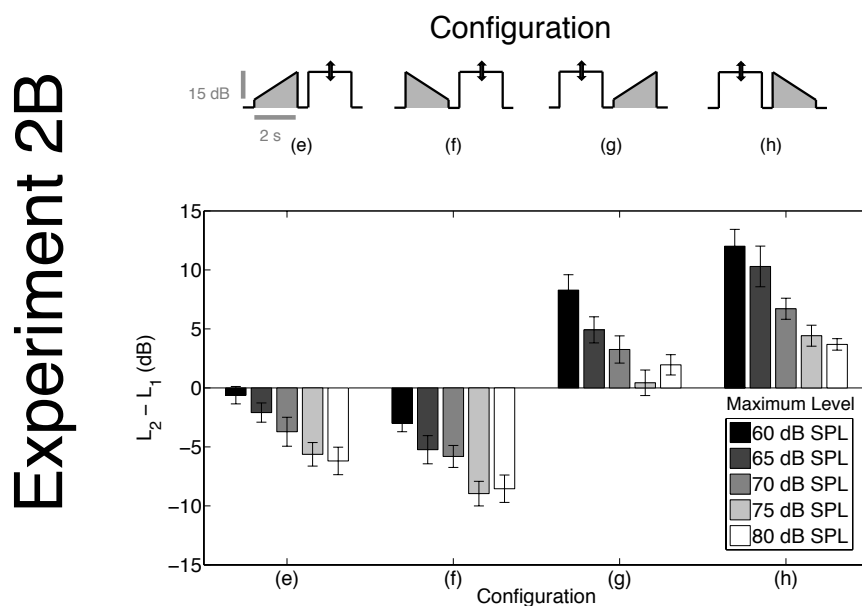 Experiment 2B
Configuration
15 dB
2 s
(e) (f) (g) (h)
15
10
5
0
−5
−10
−15
L2 − L1 (dB)
Maximum Level
60 dB SPL
65 dB SPL
70 dB SPL
75 dB SPL
80 dB SPL
(e) (f) (g) (h)
Configuration